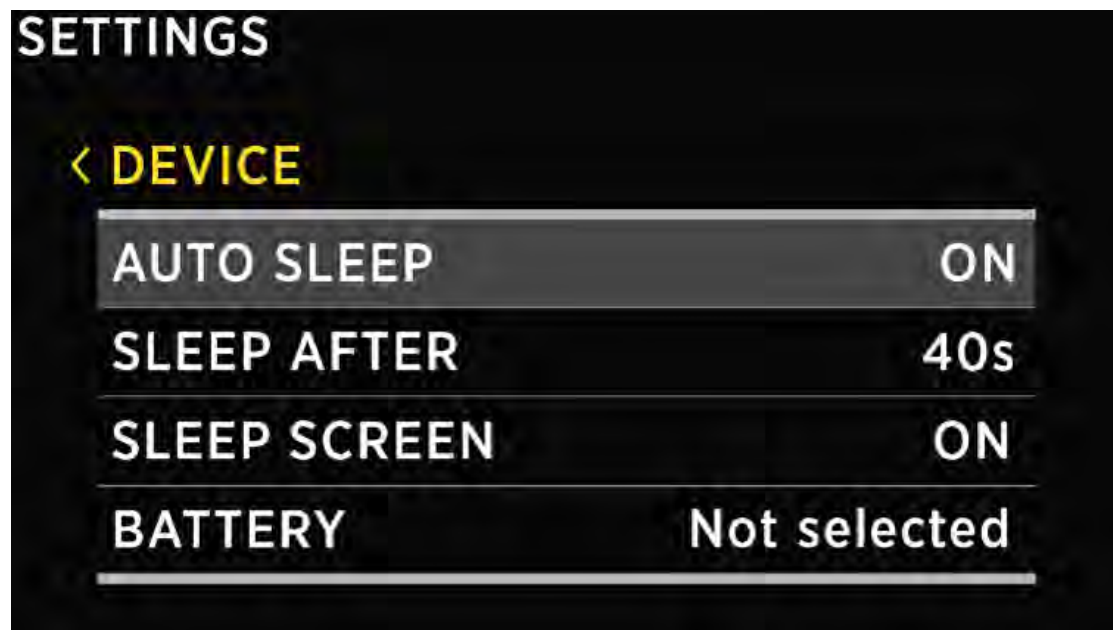 SETTINGS
< DEVICE
AUTO SLEEP ON
SLEEP AFTER 40s
SLEEP SCREEN ON
BATTERY Not selected